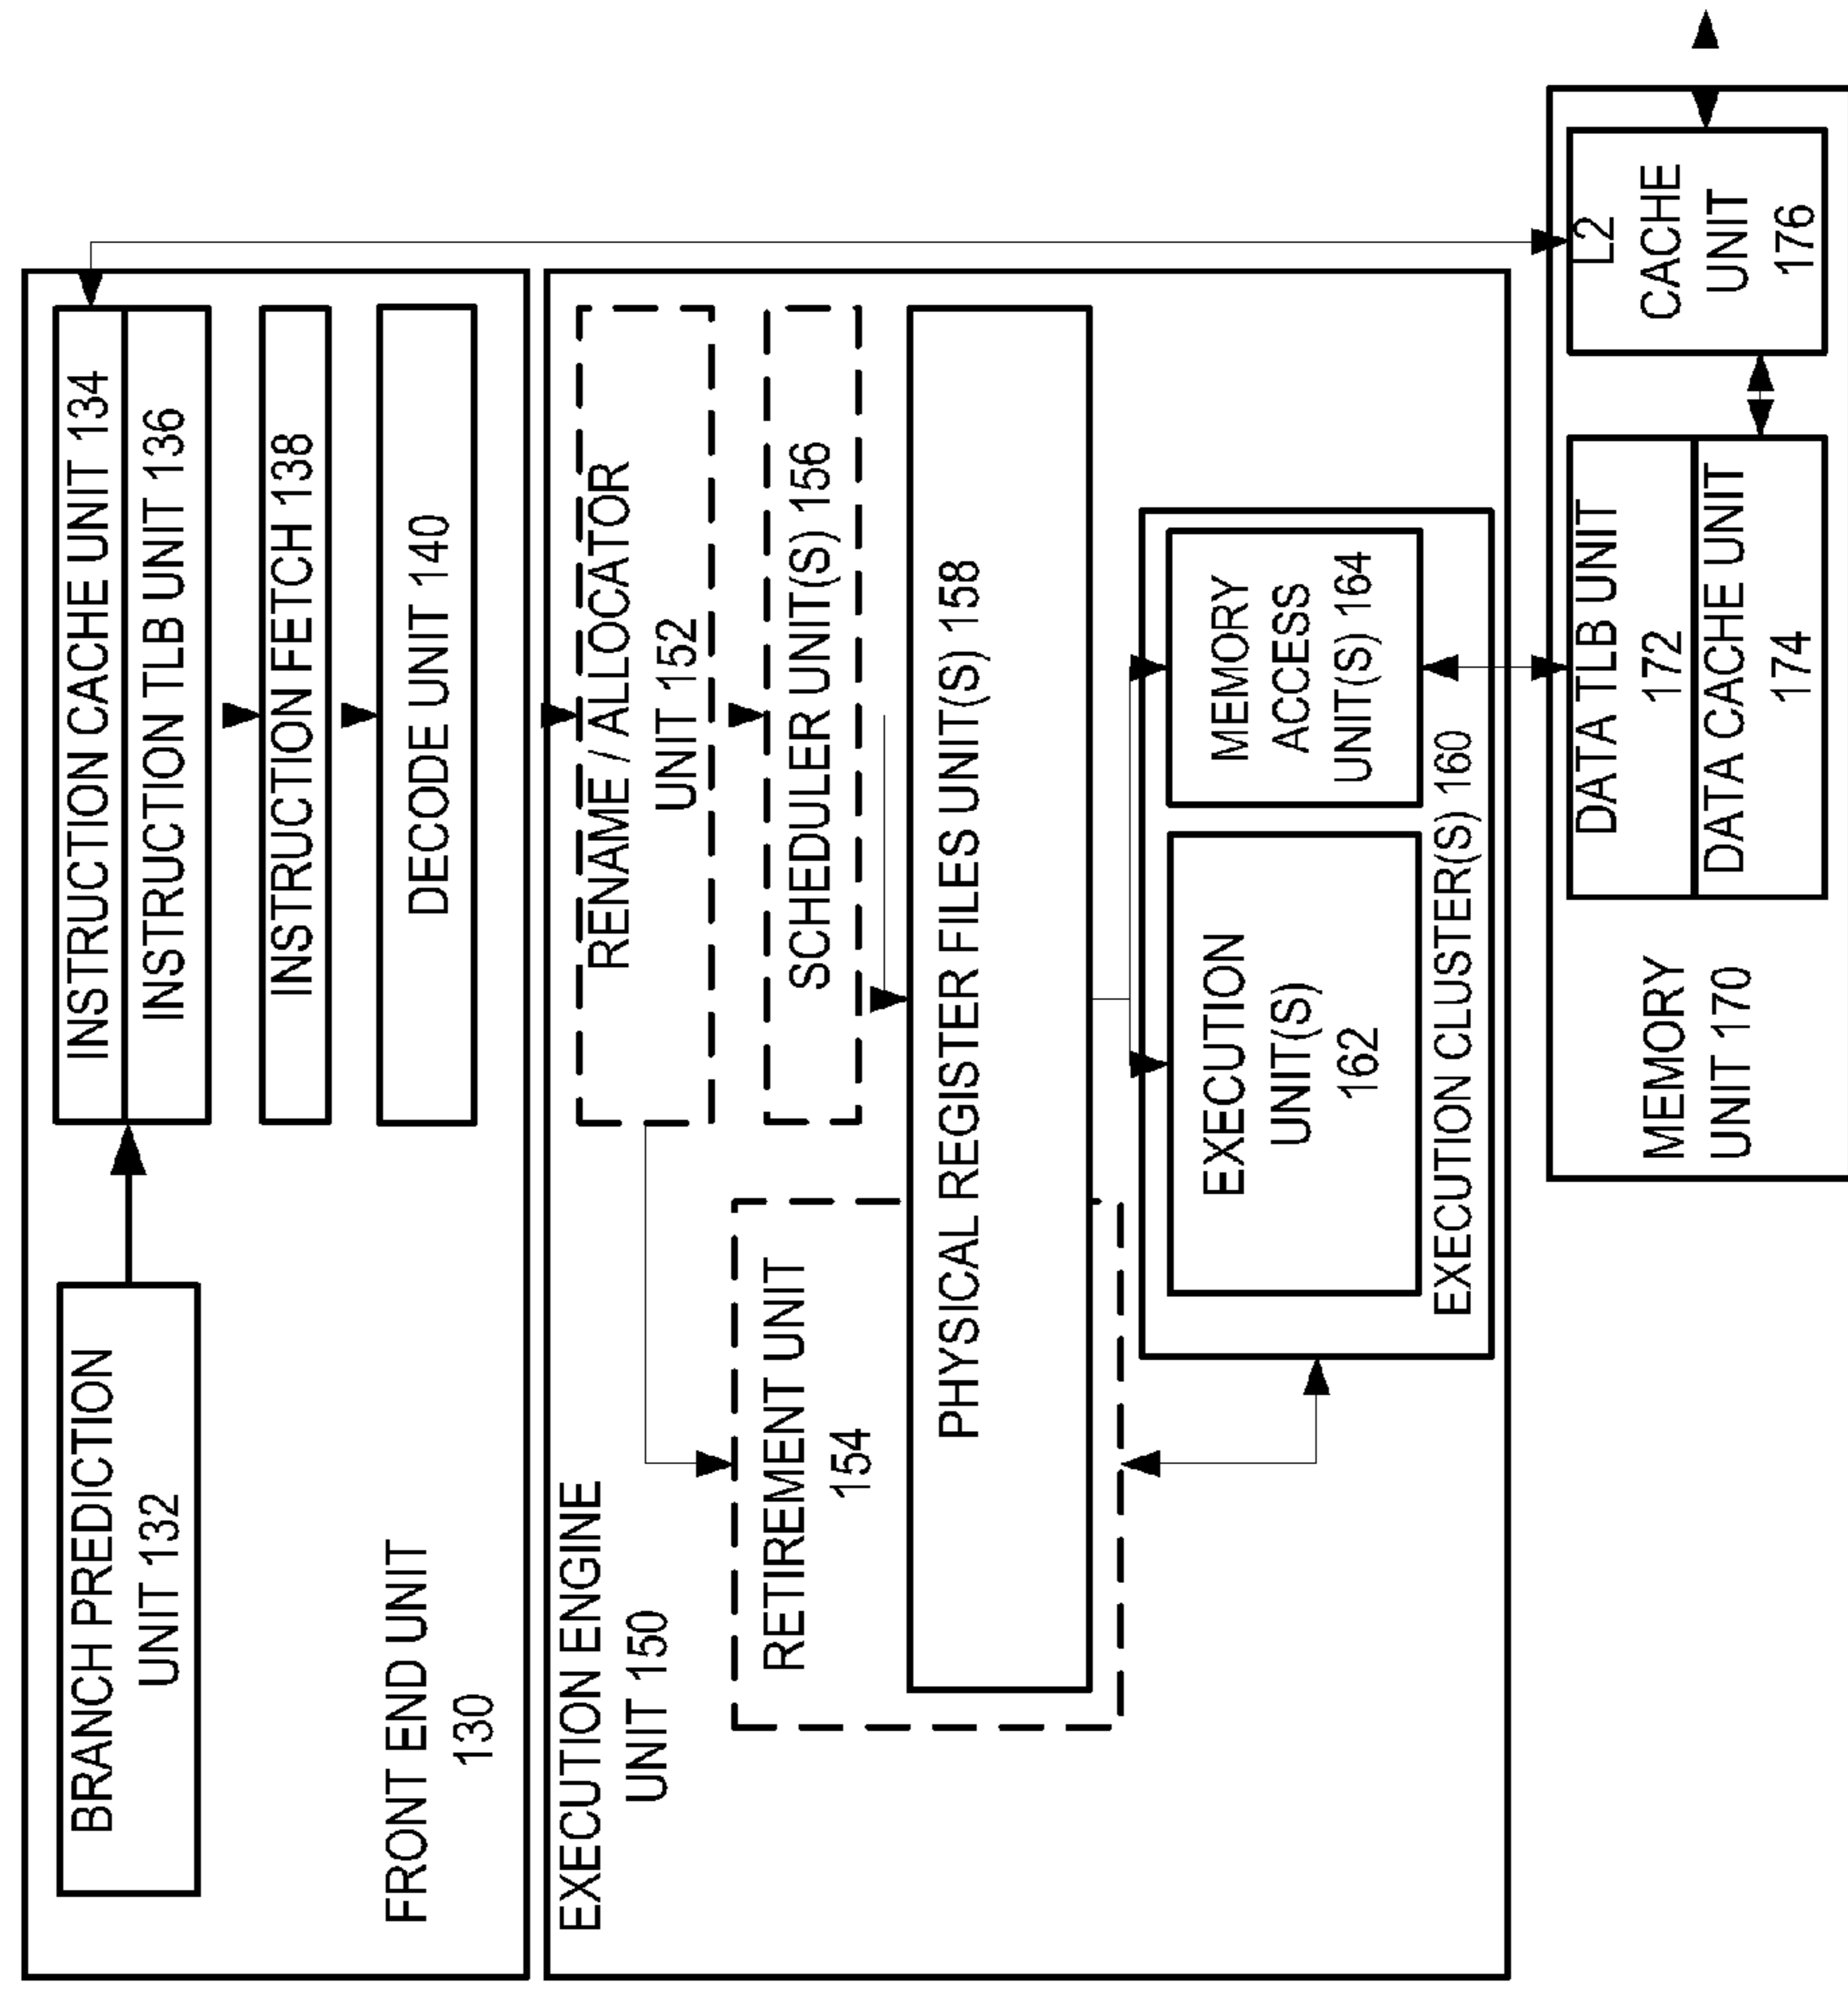 BRANCH PREDICTION
UNIT 132
INSTRUCTION CACHE UNIT 134
INSTRUCTION TLB UNIT 136
INSTRUCTION FETCH 138
DECODE UNIT 140
FRONT END UNIT
130
EXECUTION ENGINE
UNIT 150
RENAME / ALLOCATOR
UNIT 152
RETIREMENT UNIT
154
SCHEDULER UNIT(S) 156
PHYSICAL REGISTER FILES UNIT(S) 158
EXECUTION
UNIT(S)
162
MEMORY
ACCESS
UNIT(S) 164
EXECUTION CLUSTER(S) 160
MEMORY
UNIT 170
DATA TLB UNIT
172
DATA CACHE UNIT
174
L2
CACHE
UNIT
176